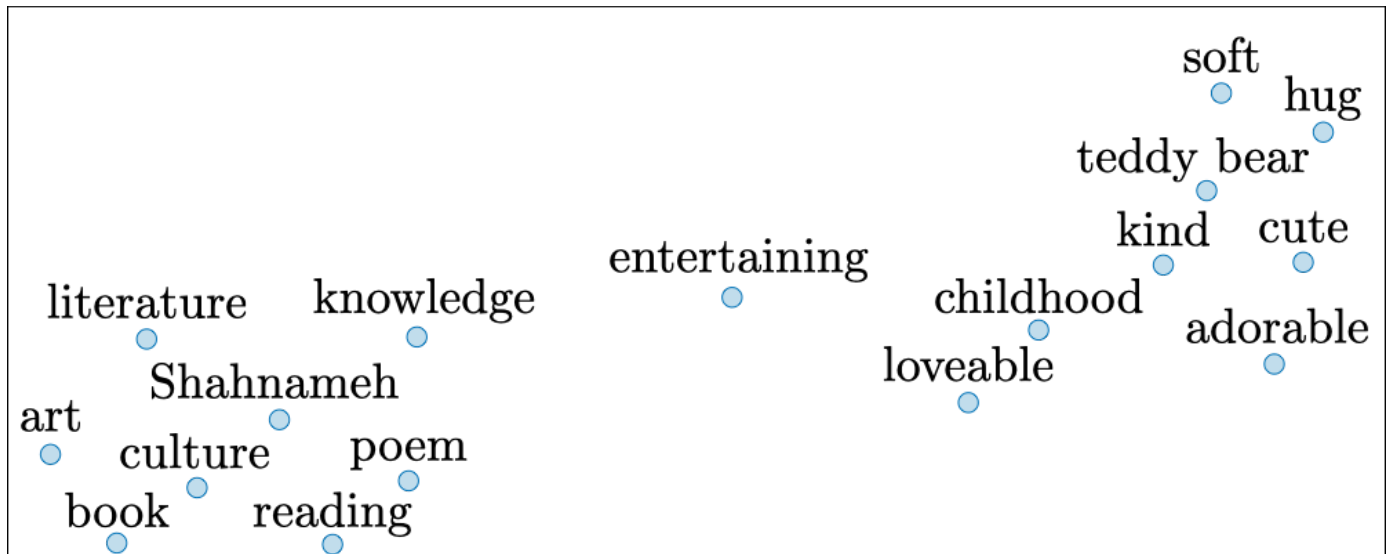 soft
hug
teddy bear
kind
cute
entertaining
literature
knowledge
childhood
adorable
loveable
Shahnameh
art
culture
poem
book
reading